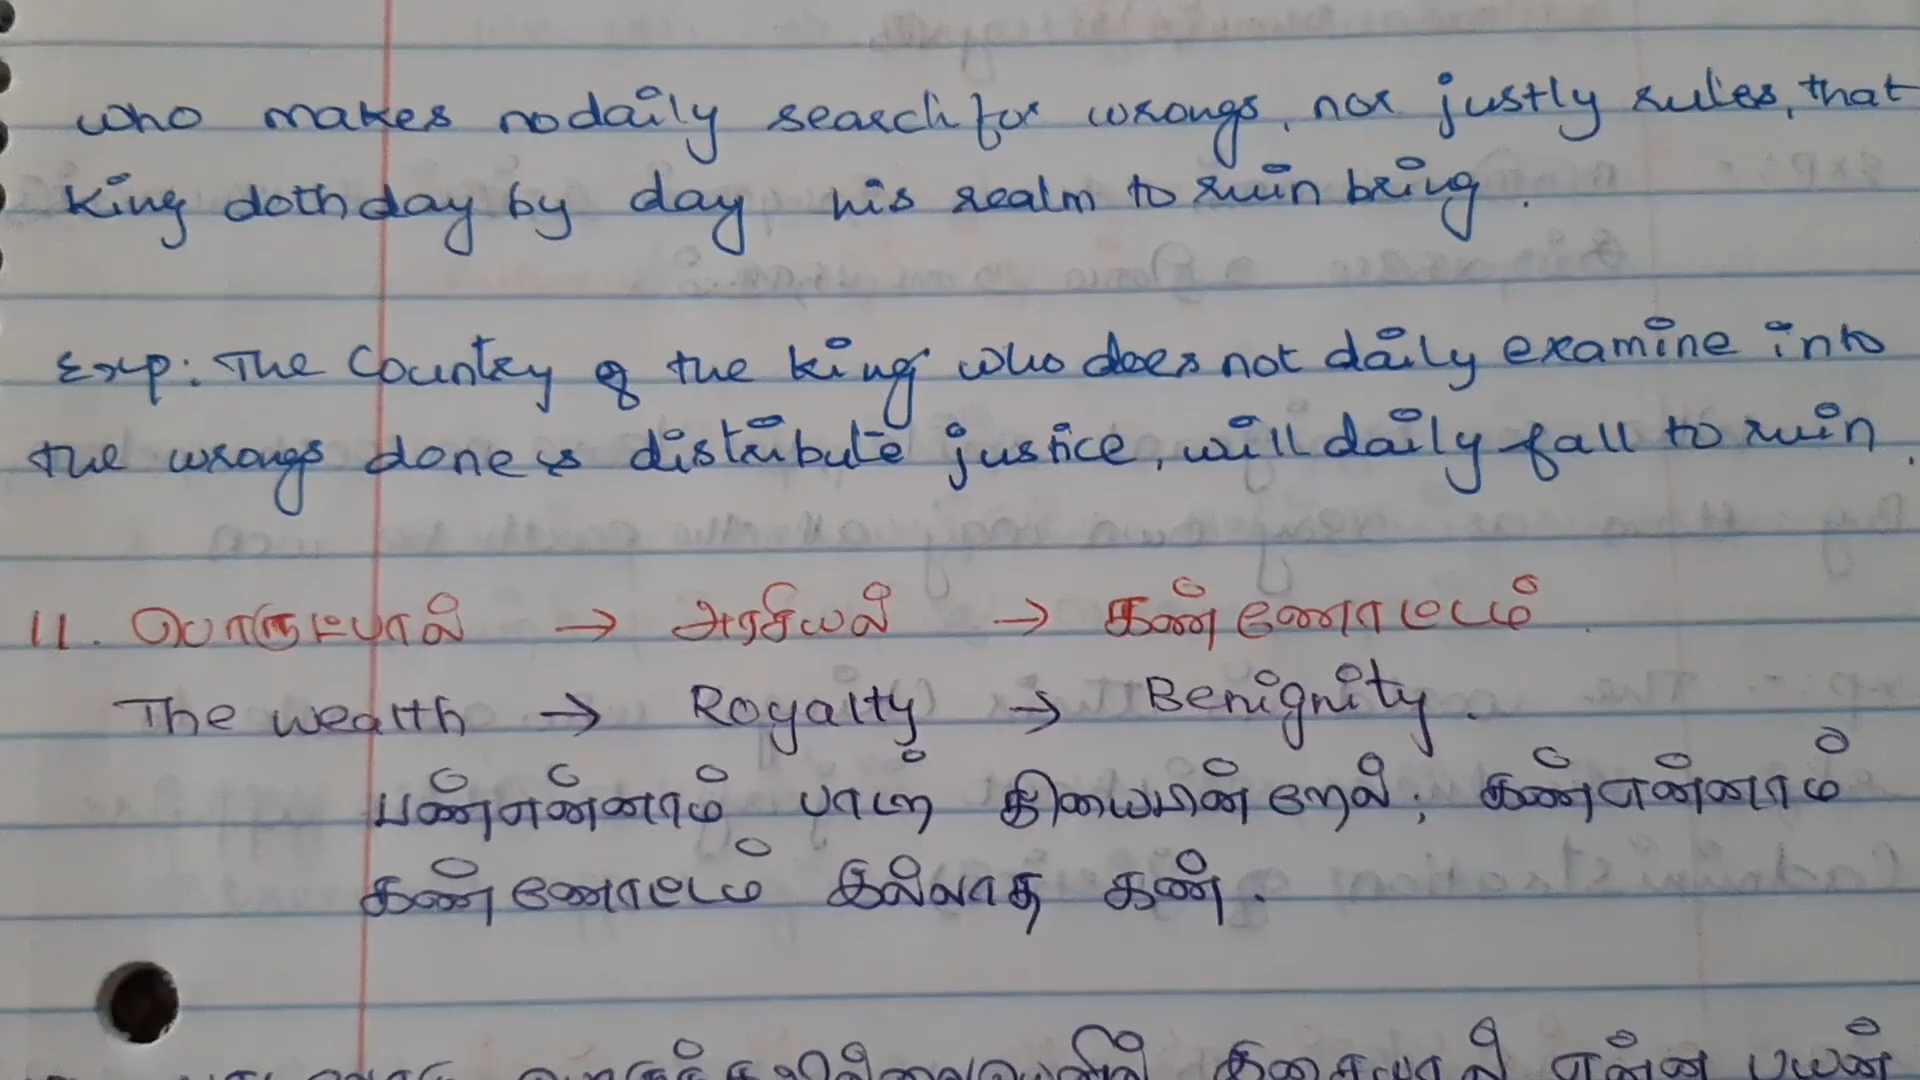 who makes no daily search for wrongs, nor justly rules, that
king doth day by day his realm to ruin bring.
Exp: The Country of the king who does not daily examine into
the wrongs done & distribute justice, will daily fall to ruin.
11. பொருட்பால் → அரசியல் → கண்ணோட்டம்.
The wealth → Royalty → Benignity.
பண்என்னாம் பாடற் கியைபின்றேல்; கண்என்னாம்
கண்ணோட்டம் இல்லாத கண்.
என்ன பயன்